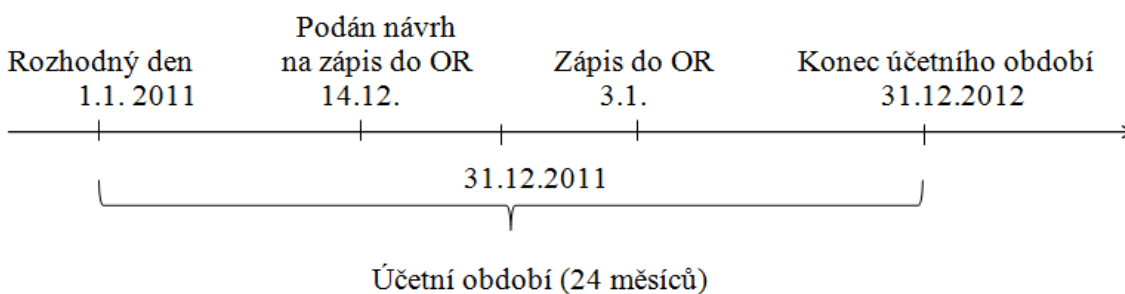 Podán návrh
Rozhodný den na zápis do OR Zápis do OR Konec účetního období
1.1. 2011 14.12. 3.1. 31.12.2012
31.12.2011
Účetní období (24 měsíců)